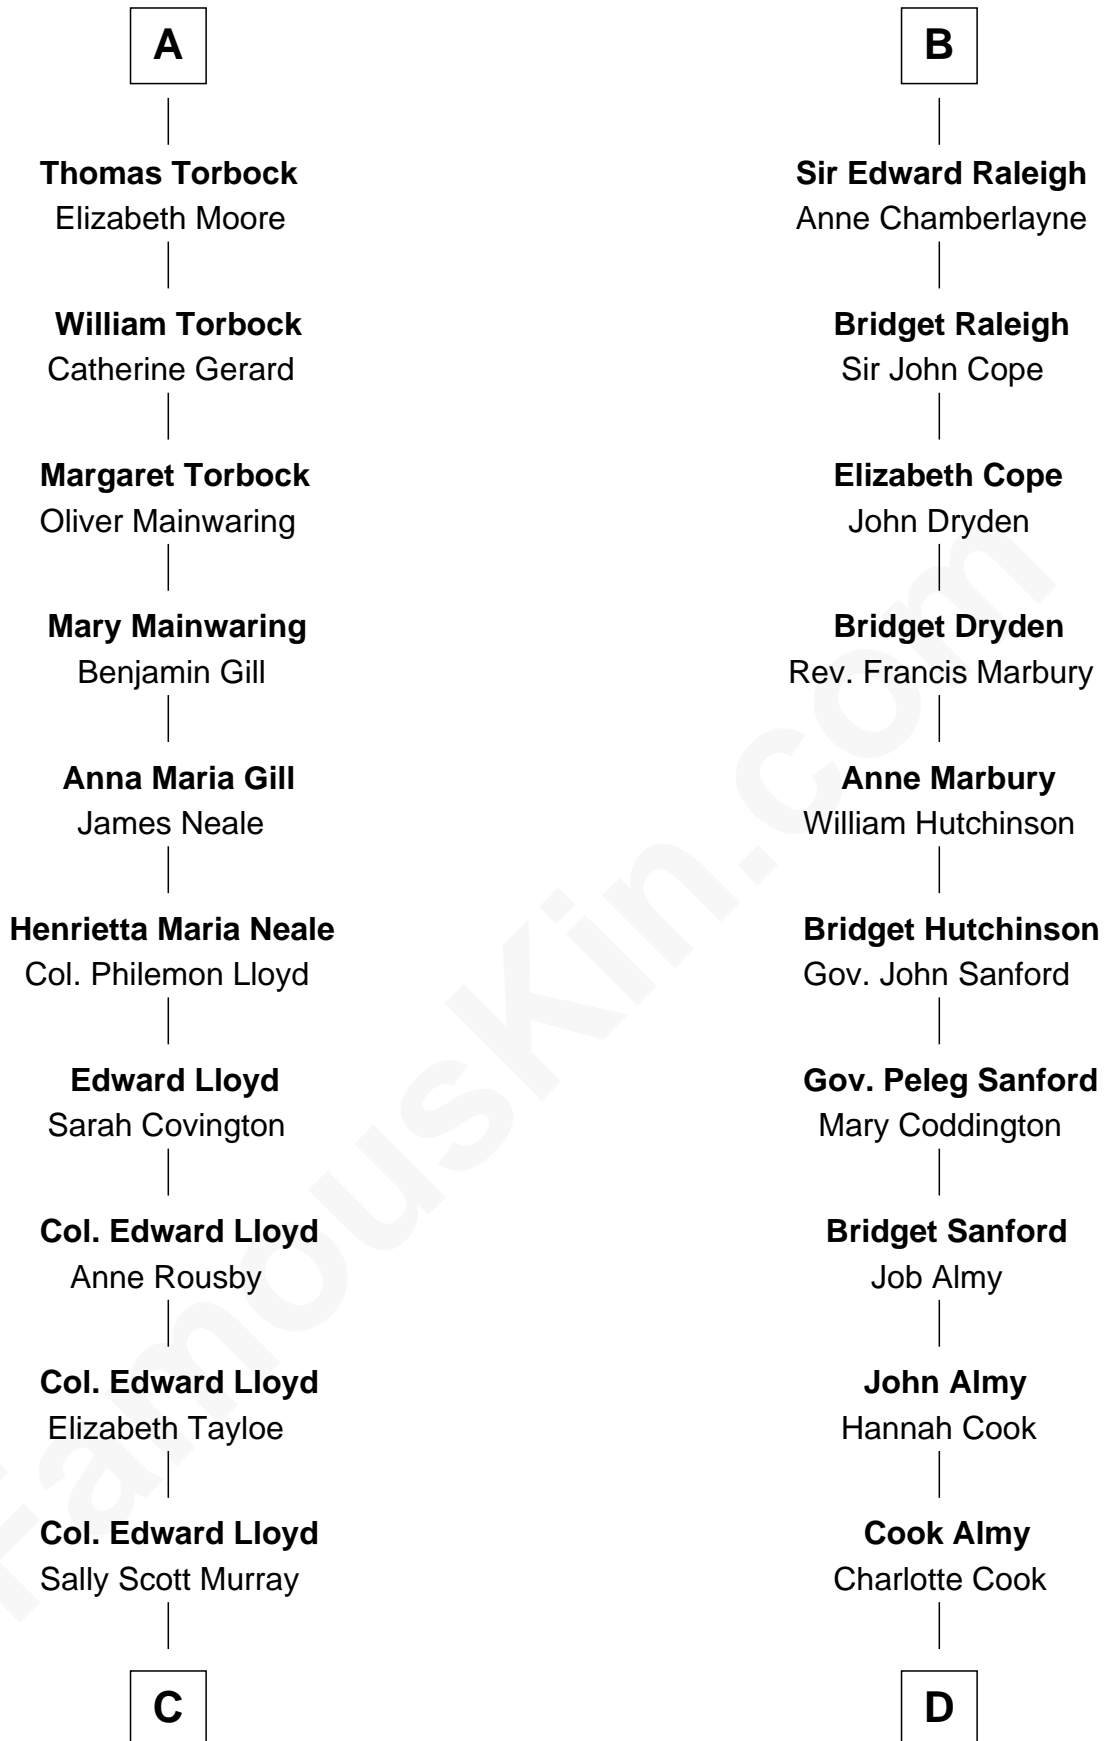 A
Thomas Torbock
Elizabeth Moore
William Torbock
Catherine Gerard
Margaret Torbock
Oliver Mainwaring
Mary Mainwaring
Benjamin Gill
Anna Maria Gill
James Neale
Henrietta Maria Neale
Col. Philemon Lloyd
Edward Lloyd
Sarah Covington
Col. Edward Lloyd
Anne Rousby
Col. Edward Lloyd
Elizabeth Tayloe
Col. Edward Lloyd
Sally Scott Murray
C
B
Sir Edward Raleigh
Anne Chamberlayne
Bridget Raleigh
Sir John Cope
Elizabeth Cope
John Dryden
Bridget Dryden
Rev. Francis Marbury
Anne Marbury
William Hutchinson
Bridget Hutchinson
Gov. John Sanford
Gov. Peleg Sanford
Mary Coddington
Bridget Sanford
Job Almy
John Almy
Hannah Cook
Cook Almy
Charlotte Cook
D
FamousKin.com